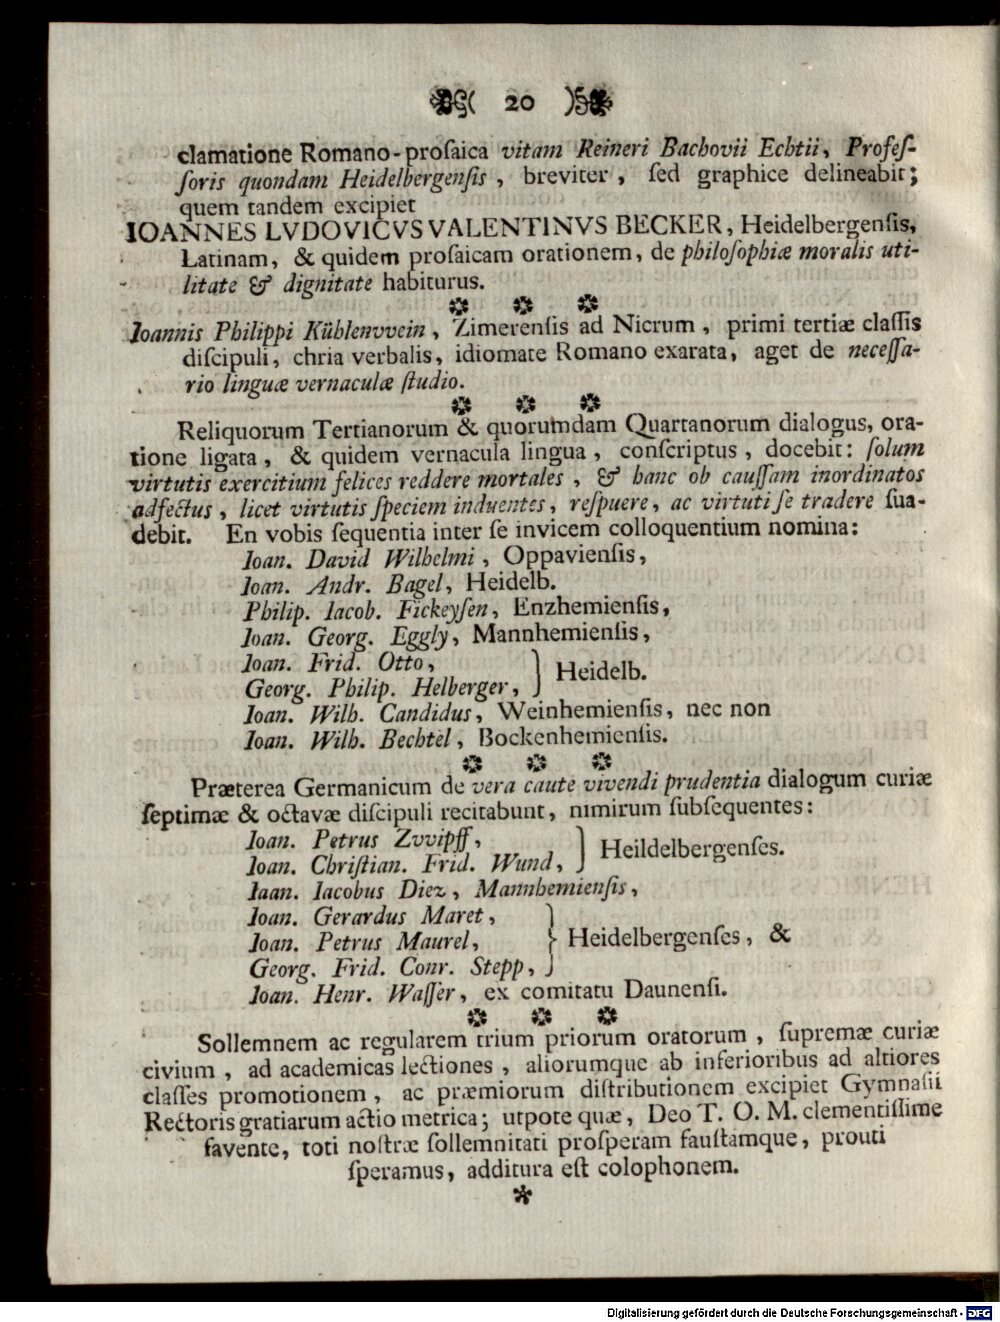 20
clamatione Romano-proſaica vitam Reineri Bachovii Echtii, Profeſ-
ſoris quondam Heidelbergenſis, breviter, ſed graphice delineabit;
quem tandem excipiet
IOANNES LVDOVICVS VALENTINVS BECKER, Heidelbergenſis,
Latinam, & quidem proſaicam orationem, de philoſophiæ moralis uti-
litate & dignitate habiturus.
Ioannis Philippi Kühlenvvein, Zimerenſis ad Nicrum, primi tertiæ claſſis
diſcipuli, chria verbalis, idiomate Romano exarata, aget de neceſſa-
rio linguæ vernaculæ ſtudio.
Reliquorum Tertianorum & quorumdam Quartanorum dialogus, ora-
tione ligata, & quidem vernacula lingua, conſcriptus, docebit: ſolum
virtutis exercitium felices reddere mortales, & hanc ob cauſſam inordinatos
adfectus, licet virtutis ſpeciem induentes, reſpuere, ac virtuti ſe tradere ſua-
debit. En vobis ſequentia inter ſe invicem colloquentium nomina:
Ioan. David Wilhelmi, Oppavienſis,
Ioan. Andr. Bagel, Heidelb.
Philip. Iacob. Fickeyſen, Enzhemienſis,
Ioan. Georg. Eggly, Mannhemienſis,
Ioan. Frid. Otto,
Georg. Philip. Helberger, } Heidelb.
Ioan. Wilh. Candidus, Weinhemienſis, nec non
Ioan. Wilh. Bechtel, Bockenhemienſis.
Præterea Germanicum de vera caute vivendi prudentia dialogum curiæ
ſeptimæ & octavæ diſcipuli recitabunt, nimirum ſubſequentes:
Ioan. Petrus Zvvipff,
Ioan. Chriſtian. Frid. Wund, } Heildelbergenſes.
Iaan. Iacobus Diez, Mannhemienſis,
Ioan. Gerardus Maret,
Ioan. Petrus Maurel, } Heidelbergenſes, &
Georg. Frid. Conr. Stepp,
Ioan. Henr. Waſſer, ex comitatu Daunenſi.
Sollemnem ac regularem trium priorum oratorum, ſupremæ curiæ
civium, ad academicas lectiones, aliorumque ab inferioribus ad altiores
claſſes promotionem, ac præmiorum diſtributionem excipiet Gymnaſii
Rectoris gratiarum actio metrica; utpote quæ, Deo T. O. M. clementiſſime
favente, toti noſtræ ſollemnitati proſperam fauſtamque, prouti
ſperamus, additura eſt colophonem.
Digitalisierung gefördert durch die Deutsche Forschungsgemeinschaft - DFG